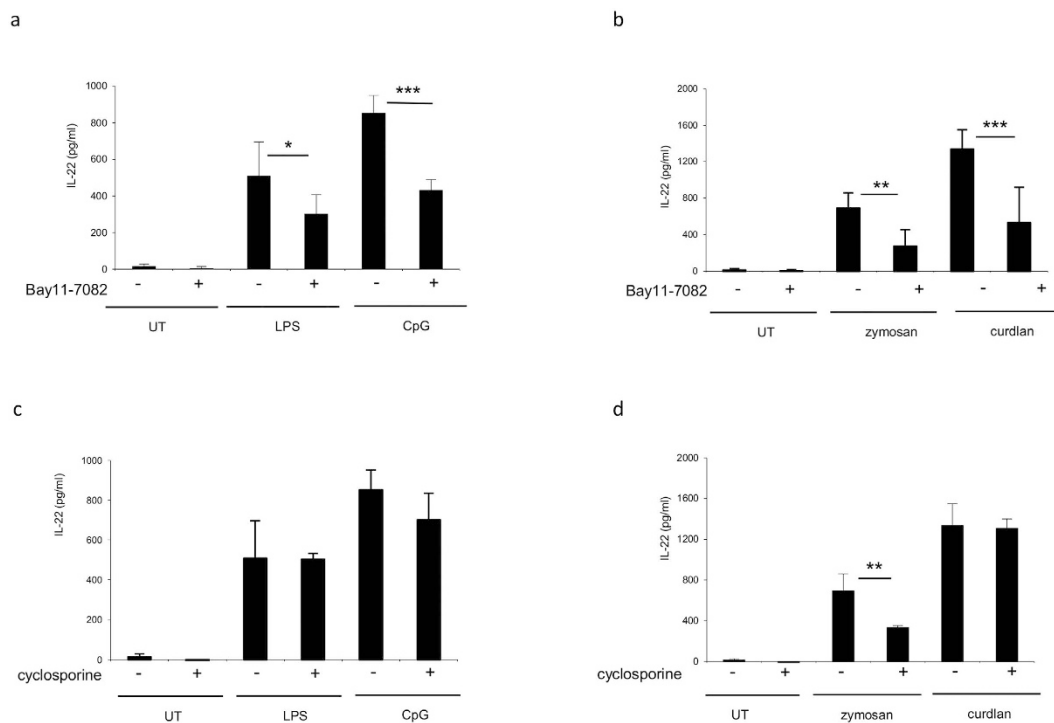 a
1000
800
600
400
200
0
IL-22 (pg/ml)
*
***
Bay11-7082 - + - + - +
UT LPS CpG
b
2000
1600
1200
800
400
0
IL-22 (pg/ml)
**
***
Bay11-7082 - + - + - +
UT zymosan curdlan
c
1000
800
600
400
200
0
IL-22 (pg/ml)
cyclosporine - + - + - +
UT LPS CpG
d
2000
1600
1200
800
400
0
IL-22 (pg/ml)
**
cyclosporine - + - + - +
UT zymosan curdlan